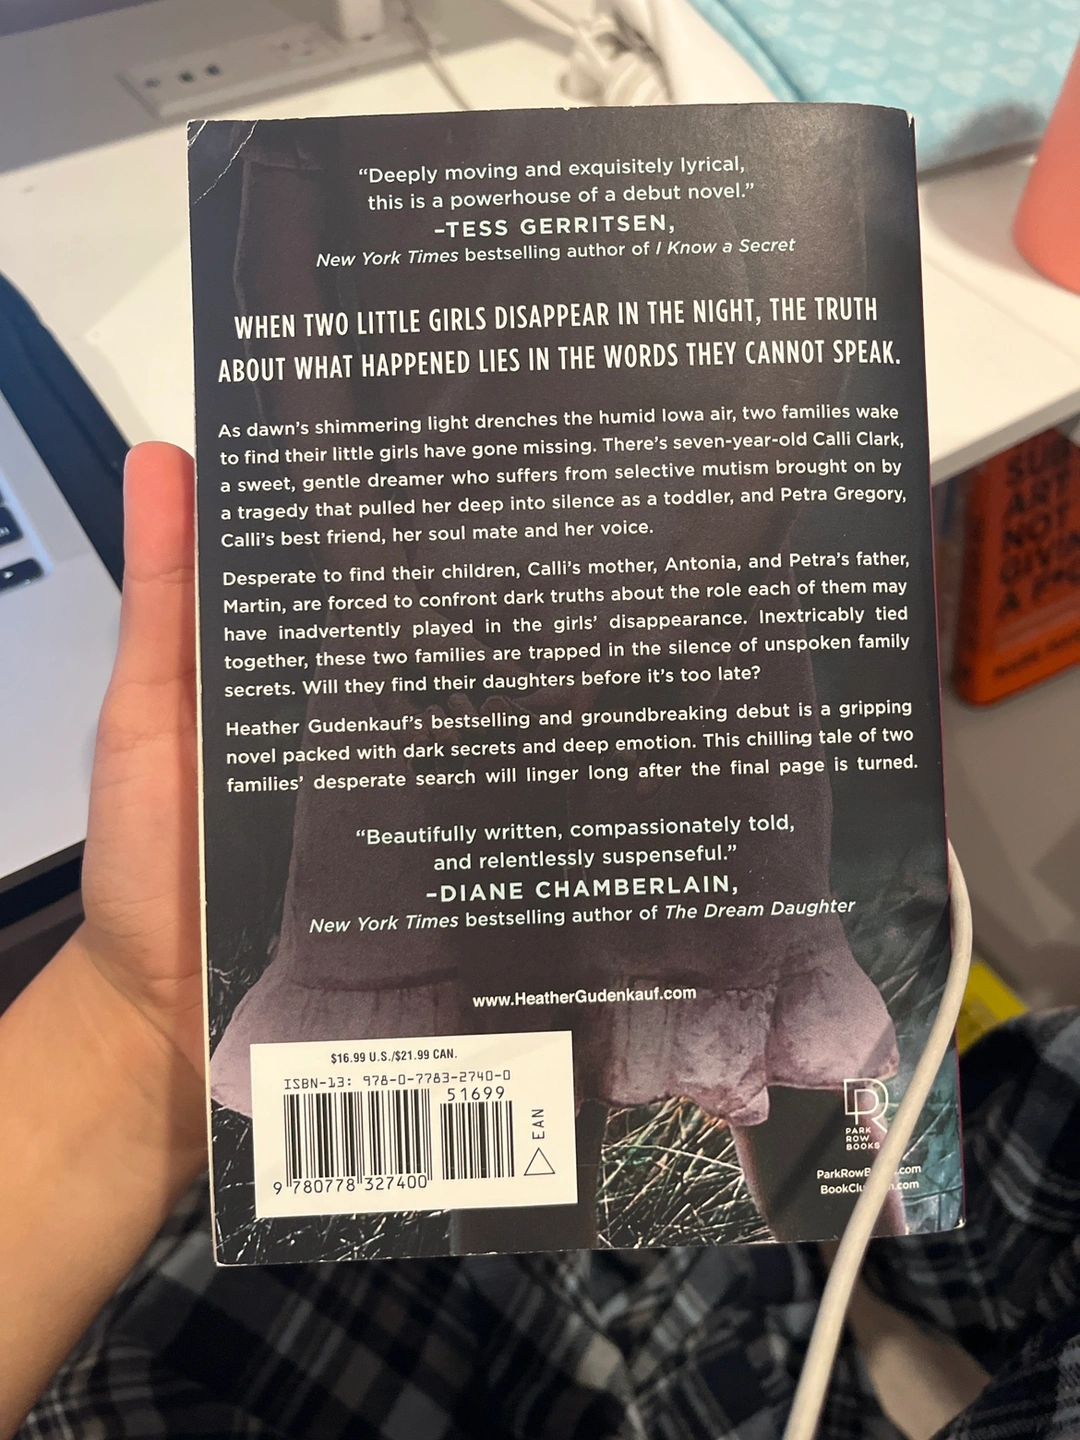 “Deeply moving and exquisitely lyrical,
this is a powerhouse of a debut novel.”
–TESS GERRITSEN,
New York Times bestselling author of I Know a Secret
WHEN TWO LITTLE GIRLS DISAPPEAR IN THE NIGHT, THE TRUTH
ABOUT WHAT HAPPENED LIES IN THE WORDS THEY CANNOT SPEAK.
As dawn’s shimmering light drenches the humid Iowa air, two families wake
to find their little girls have gone missing. There’s seven-year-old Calli Clark,
a sweet, gentle dreamer who suffers from selective mutism brought on by
a tragedy that pulled her deep into silence as a toddler, and Petra Gregory,
Calli’s best friend, her soul mate and her voice.
Desperate to find their children, Calli’s mother, Antonia, and Petra’s father,
Martin, are forced to confront dark truths about the role each of them may
have inadvertently played in the girls’ disappearance. Inextricably tied
together, these two families are trapped in the silence of unspoken family
secrets. Will they find their daughters before it’s too late?
Heather Gudenkauf’s bestselling and groundbreaking debut is a gripping
novel packed with dark secrets and deep emotion. This chilling tale of two
families’ desperate search will linger long after the final page is turned.
“Beautifully written, compassionately told,
and relentlessly suspenseful.”
–DIANE CHAMBERLAIN,
New York Times bestselling author of The Dream Daughter
www.HeatherGudenkauf.com
$16.99 U.S./$21.99 CAN.
ISBN-13: 978-0-7783-2740-0
51699
EAN
9 780778 327400
PARK
ROW
BOOKS
ART
NOT